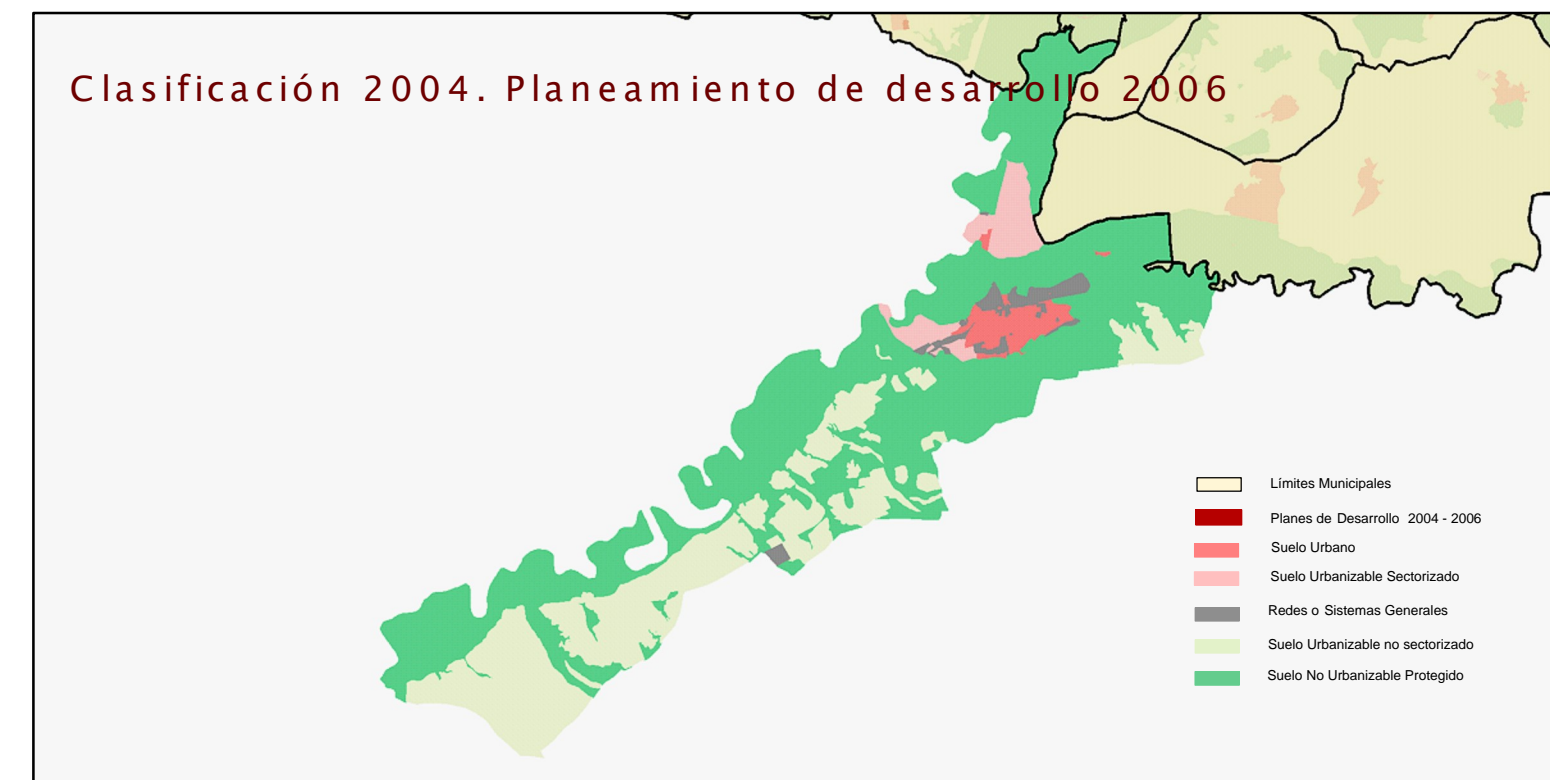 Clasificación 2004. Planeamiento de desarrollo 2006
Límites Municipales
Planes de Desarrollo 2004 - 2006
Suelo Urbano
Suelo Urbanizable Sectorizado
Redes o Sistemas Generales
Suelo Urbanizable no sectorizado
Suelo No Urbanizable Protegido